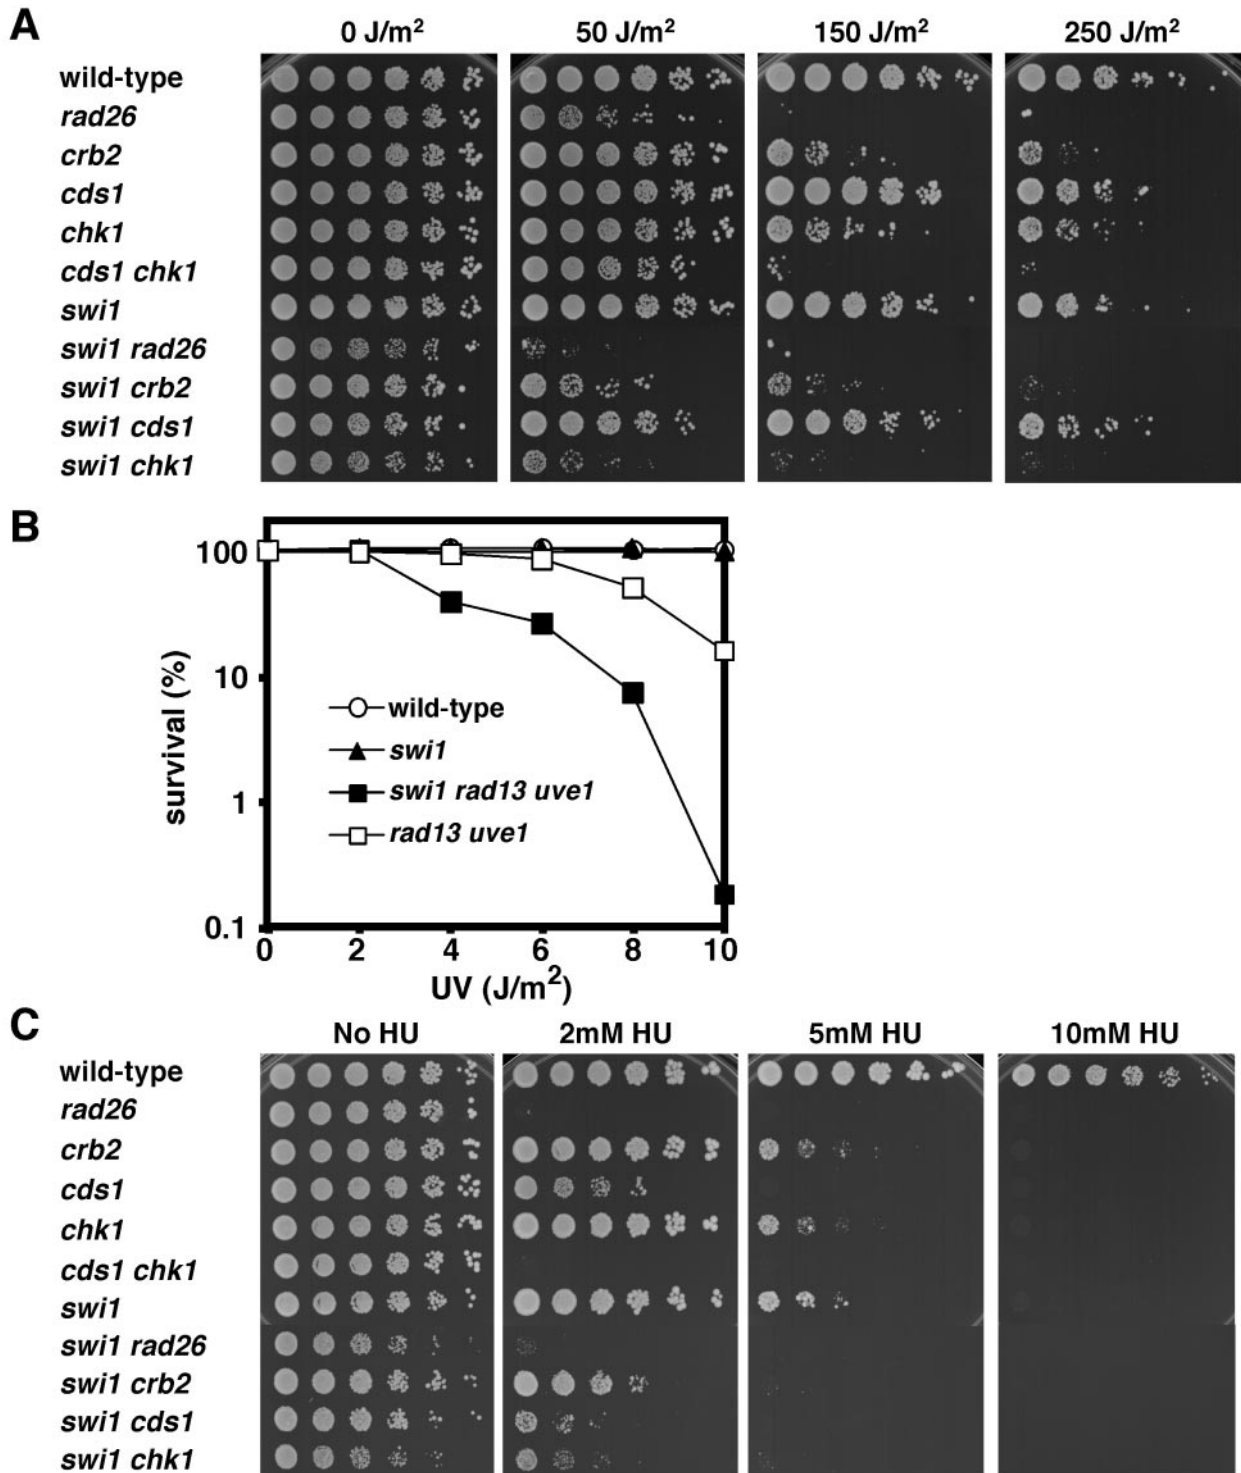 A
0 J/m² 50 J/m² 150 J/m² 250 J/m²
wild-type
rad26
crb2
cds1
chk1
cds1 chk1
swi1
swi1 rad26
swi1 crb2
swi1 cds1
swi1 chk1
B
survival (%)
100
10
1
0.1
wild-type
swi1
swi1 rad13 uve1
rad13 uve1
0 2 4 6 8 10
UV (J/m²)
C
No HU 2mM HU 5mM HU 10mM HU
wild-type
rad26
crb2
cds1
chk1
cds1 chk1
swi1
swi1 rad26
swi1 crb2
swi1 cds1
swi1 chk1